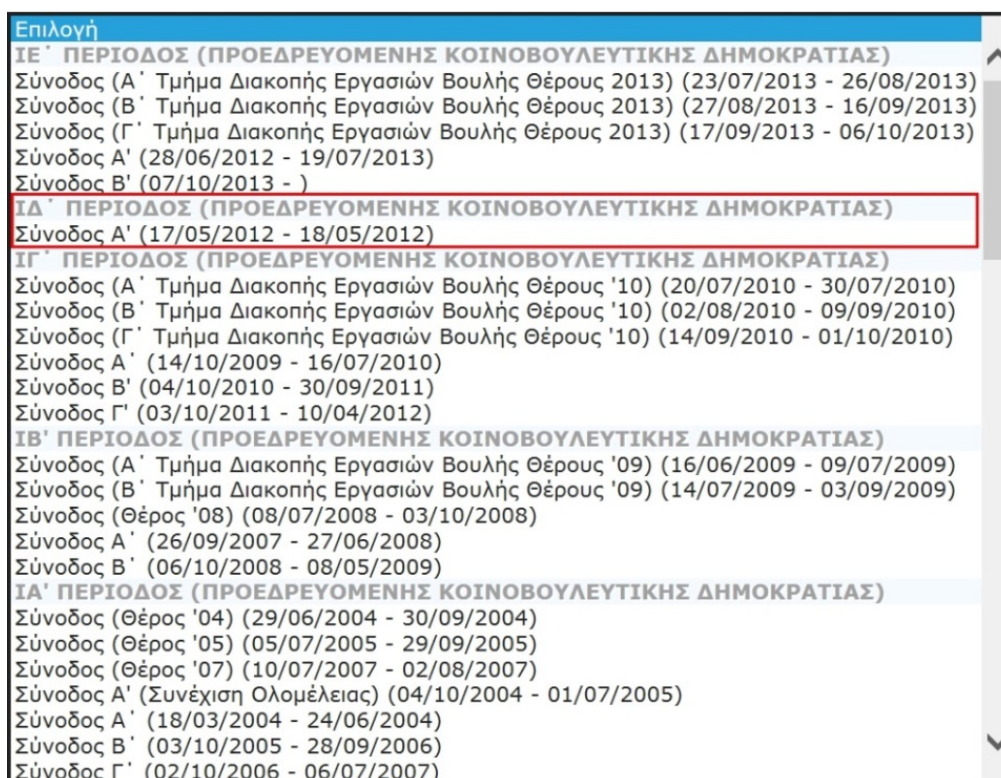 Επιλογή
ΙΕ΄ ΠΕΡΙΟΔΟΣ (ΠΡΟΕΔΡΕΥΟΜΕΝΗΣ ΚΟΙΝΟΒΟΥΛΕΥΤΙΚΗΣ ΔΗΜΟΚΡΑΤΙΑΣ)
Σύνοδος (Α΄ Τμήμα Διακοπής Εργασιών Βουλής Θέρους 2013) (23/07/2013 - 26/08/2013)
Σύνοδος (Β΄ Τμήμα Διακοπής Εργασιών Βουλής Θέρους 2013) (27/08/2013 - 16/09/2013)
Σύνοδος (Γ΄ Τμήμα Διακοπής Εργασιών Βουλής Θέρους 2013) (17/09/2013 - 06/10/2013)
Σύνοδος Α' (28/06/2012 - 19/07/2013)
Σύνοδος Β' (07/10/2013 - )
ΙΔ΄ ΠΕΡΙΟΔΟΣ (ΠΡΟΕΔΡΕΥΟΜΕΝΗΣ ΚΟΙΝΟΒΟΥΛΕΥΤΙΚΗΣ ΔΗΜΟΚΡΑΤΙΑΣ)
Σύνοδος Α' (17/05/2012 - 18/05/2012)
ΙΓ΄ ΠΕΡΙΟΔΟΣ (ΠΡΟΕΔΡΕΥΟΜΕΝΗΣ ΚΟΙΝΟΒΟΥΛΕΥΤΙΚΗΣ ΔΗΜΟΚΡΑΤΙΑΣ)
Σύνοδος (Α΄ Τμήμα Διακοπής Εργασιών Βουλής Θέρους '10) (20/07/2010 - 30/07/2010)
Σύνοδος (Β΄ Τμήμα Διακοπής Εργασιών Βουλής Θέρους '10) (02/08/2010 - 09/09/2010)
Σύνοδος (Γ΄ Τμήμα Διακοπής Εργασιών Βουλής Θέρους '10) (14/09/2010 - 01/10/2010)
Σύνοδος Α΄ (14/10/2009 - 16/07/2010)
Σύνοδος Β' (04/10/2010 - 30/09/2011)
Σύνοδος Γ' (03/10/2011 - 10/04/2012)
ΙΒ' ΠΕΡΙΟΔΟΣ (ΠΡΟΕΔΡΕΥΟΜΕΝΗΣ ΚΟΙΝΟΒΟΥΛΕΥΤΙΚΗΣ ΔΗΜΟΚΡΑΤΙΑΣ)
Σύνοδος (Α΄ Τμήμα Διακοπής Εργασιών Βουλής Θέρους '09) (16/06/2009 - 09/07/2009)
Σύνοδος (Β΄ Τμήμα Διακοπής Εργασιών Βουλής Θέρους '09) (14/07/2009 - 03/09/2009)
Σύνοδος (Θέρος '08) (08/07/2008 - 03/10/2008)
Σύνοδος Α΄ (26/09/2007 - 27/06/2008)
Σύνοδος Β΄ (06/10/2008 - 08/05/2009)
ΙΑ' ΠΕΡΙΟΔΟΣ (ΠΡΟΕΔΡΕΥΟΜΕΝΗΣ ΚΟΙΝΟΒΟΥΛΕΥΤΙΚΗΣ ΔΗΜΟΚΡΑΤΙΑΣ)
Σύνοδος (Θέρος '04) (29/06/2004 - 30/09/2004)
Σύνοδος (Θέρος '05) (05/07/2005 - 29/09/2005)
Σύνοδος (Θέρος '07) (10/07/2007 - 02/08/2007)
Σύνοδος Α' (Συνέχιση Ολομέλειας) (04/10/2004 - 01/07/2005)
Σύνοδος Α΄ (18/03/2004 - 24/06/2004)
Σύνοδος Β΄ (03/10/2005 - 28/09/2006)
Σύνοδος Γ΄ (02/10/2006 - 06/07/2007)